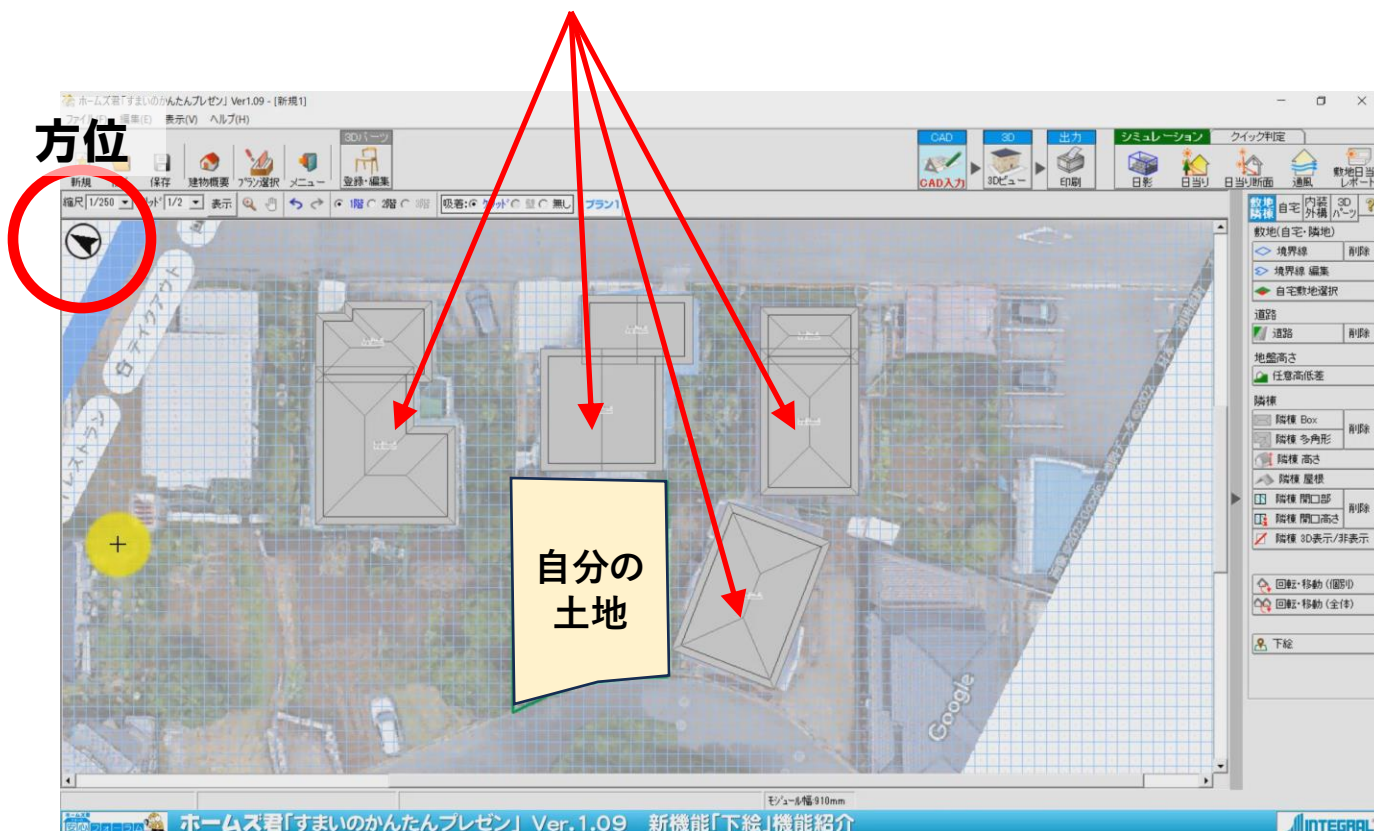 ホームズ君「すまいのかんたんプレゼン」 Ver1.09 - [新規1]
ファイル(F) 編集(E) 表示(V) ヘルプ(H)
方位
新規
保存
建物概要
プラン選択
メニュー
3Dパーツ
登録・編集
CAD
CAD入力
3D
3Dビュー
出力
印刷
シミュレーション
日影
日当り
クイック判定
日当り断面
通風
敷地日当
レポート
縮尺 1/250
1/2
表示
1階 2階 3階
吸着: グリッド 壁 無し
プラン1
敷地
隣棟
自宅
内装
外構
3D
パーツ
敷地(自宅・隣地)
境界線
削除
境界線 編集
自宅敷地選択
道路
道路
削除
地盤高さ
任意高低差
隣棟
隣棟 Box
隣棟 多角形
削除
隣棟 高さ
隣棟 屋根
隣棟 開口部
隣棟 開口高さ
削除
隣棟 3D表示/非表示
回転・移動 (個別)
回転・移動 (全体)
下絵
テイクアウト
レストラン
自分の
土地
Google
モジュール幅:910mm
ホームズ君「すまいのかんたんプレゼン」 Ver.1.09 新機能「下絵」機能紹介
INTEGRAL